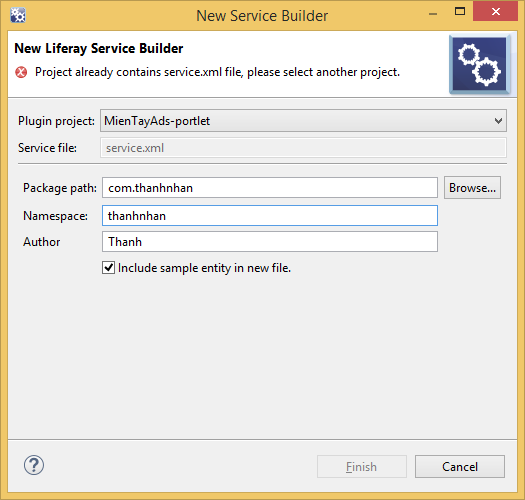 New Service Builder
New Liferay Service Builder
Project already contains service.xml file, please select another project.
Plugin project: MienTayAds-portlet
Service file: service.xml
Package path: com.thanhnhan Browse...
Namespace: thanhnhan
Author Thanh
Include sample entity in new file.
? Finish Cancel